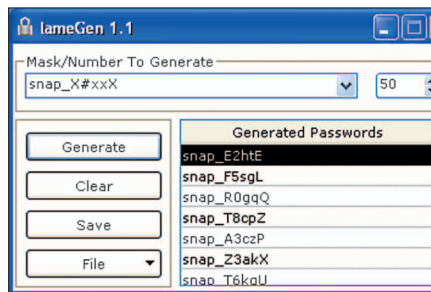 lameGen 1.1
Mask/Number To Generate
snap_X#xxX
50
Generate
Clear
Save
File
Generated Passwords
snap_E2htE
snap_F5sgL
snap_R0gqQ
snap_T8cpZ
snap_A3czP
snap_Z3akX
snap_T6kqU